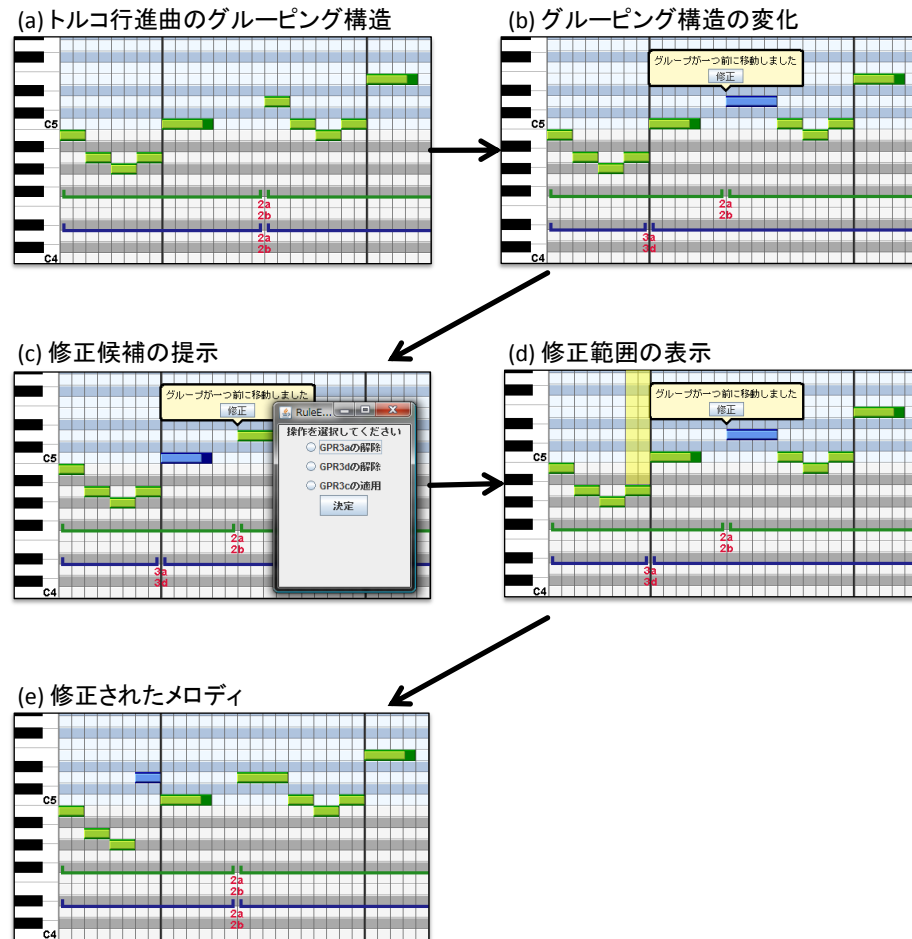 (a) トルコ行進曲のグルーピング構造
C5
2a
2b
2a
2b
C4
(b) グルーピング構造の変化
グループが一つ前に移動しました
修正
C5
2a
2b
3a
3d
C4
(c) 修正候補の提示
グループが一つ前に移動しました
修正
RuleE...
操作を選択してください
GPR3aの解除
GPR3dの解除
GPR3cの適用
決定
C5
2a
2b
3a
3d
C4
(d) 修正範囲の表示
グループが一つ前に移動しました
修正
C5
2a
2b
3a
3d
C4
(e) 修正されたメロディ
C5
2a
2b
2a
2b
C4